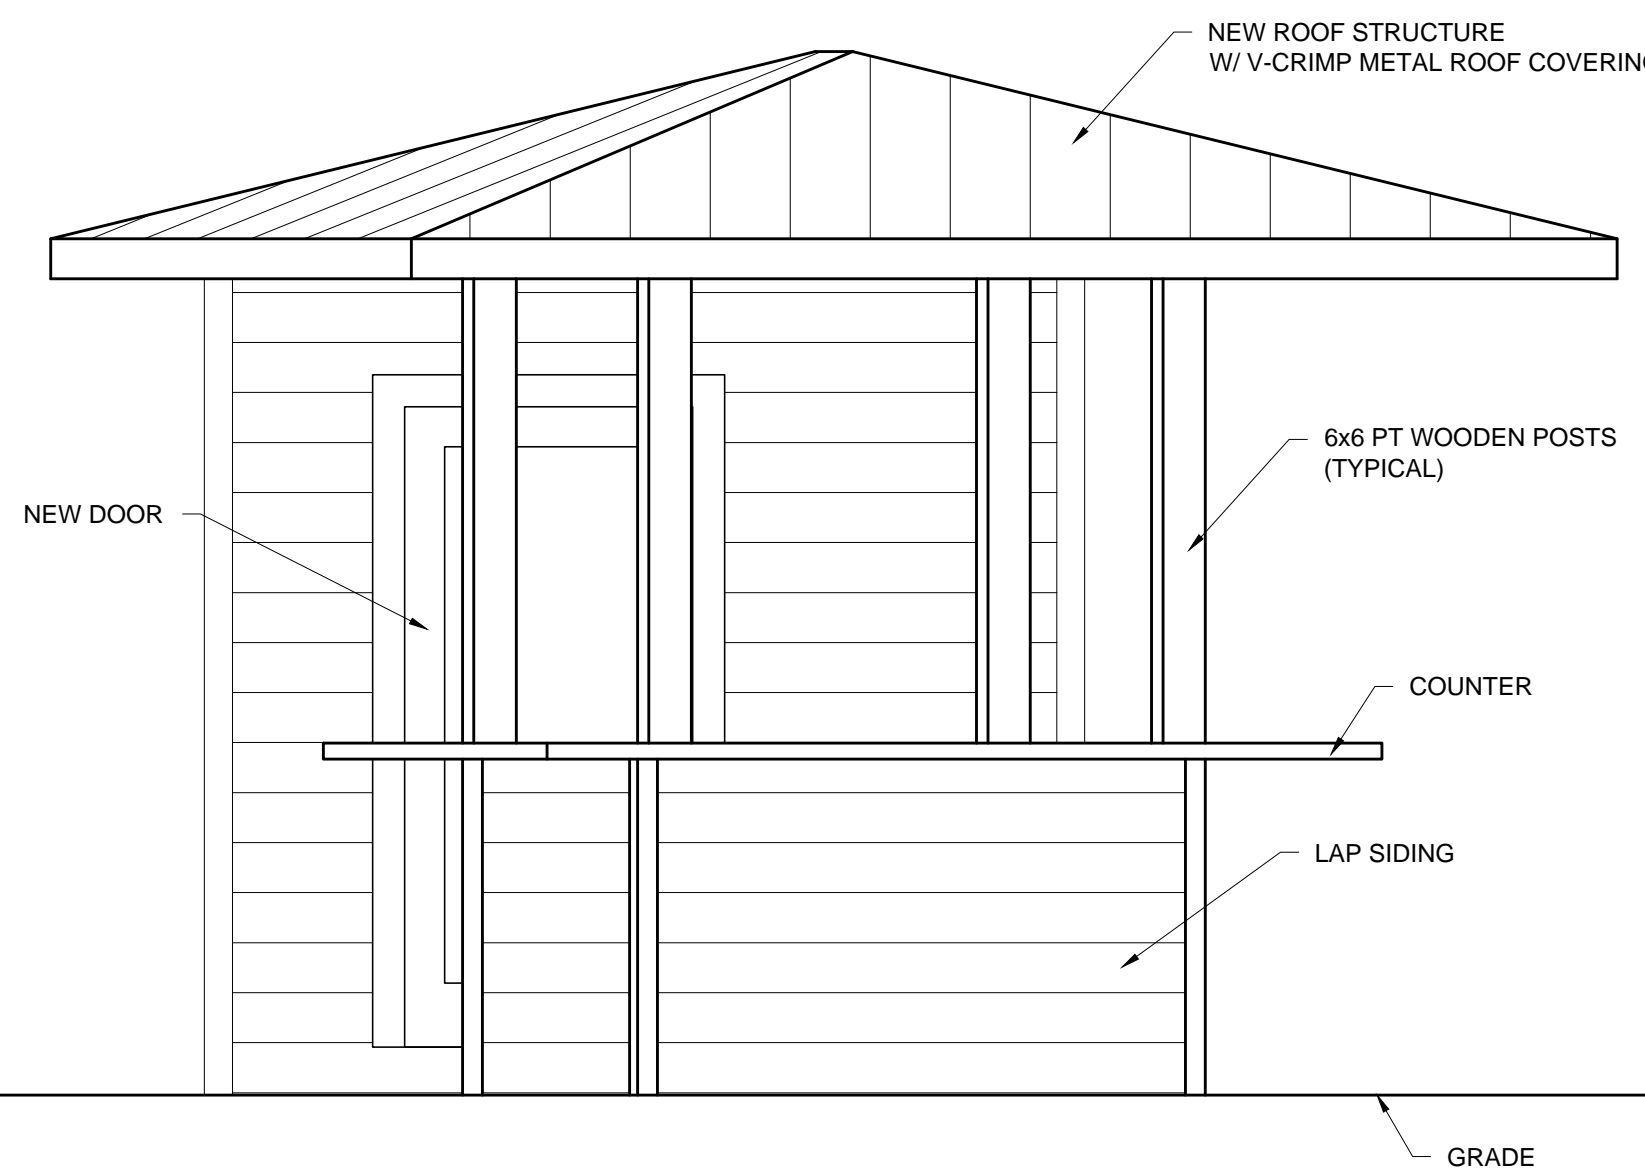 NEW ROOF STRUCTURE
W/ V-CRIMP METAL ROOF COVERING
6x6 PT WOODEN POSTS
(TYPICAL)
NEW DOOR
COUNTER
LAP SIDING
GRADE